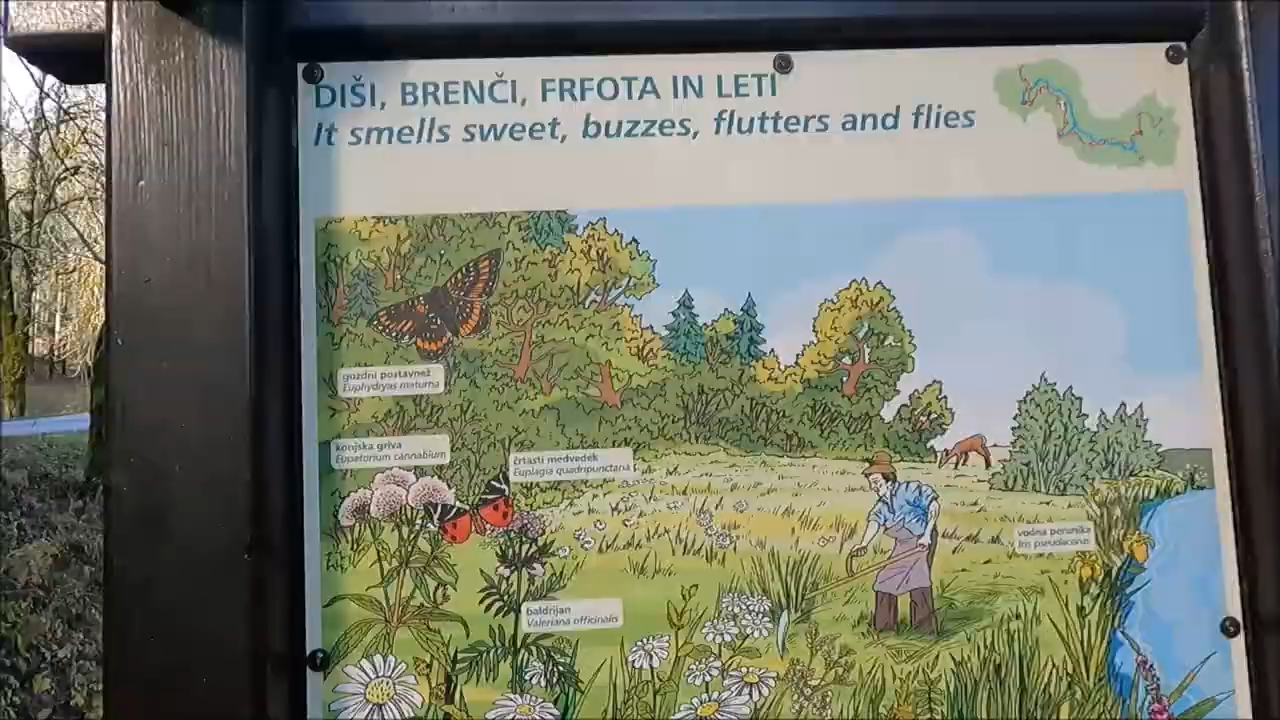 DIŠI, BRENČI, FRFOTA IN LETI
It smells sweet, buzzes, flutters and flies
gozdni postavnež
Euphydryas maturna
konjska griva
Eupatorium cannabium
črtasti medvedek
Euplagia quadripunctaria
vodna perunika
Iris pseudacorus
baldrijan
Valeriana officinalis